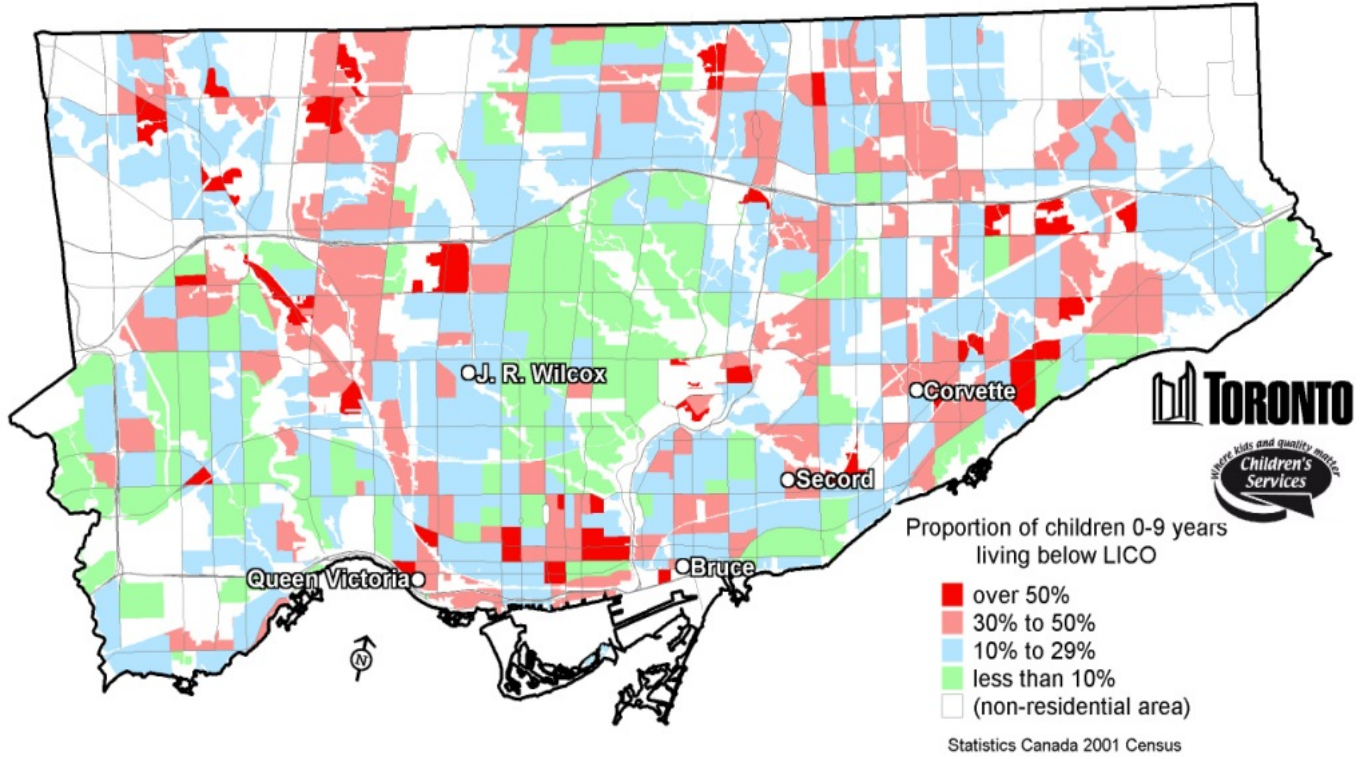 J. R. Wilcox
Corvette
Secord
Bruce
Queen Victoria
N
TORONTO
Where kids and quality matter
Children's
Services
Proportion of children 0-9 years
living below LICO
over 50%
30% to 50%
10% to 29%
less than 10%
(non-residential area)
Statistics Canada 2001 Census